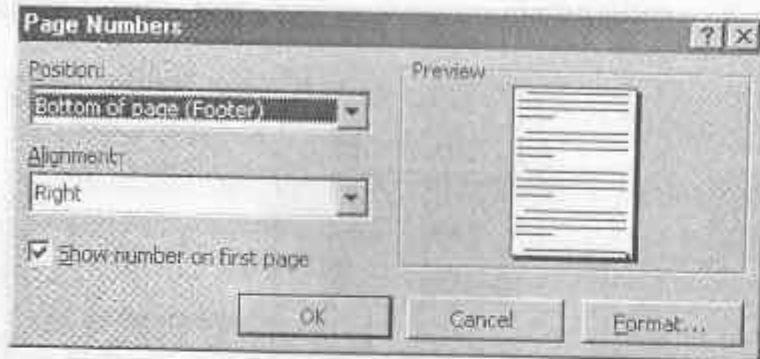 Page Numbers
Position:
Bottom of page (Footer)
Alignment:
Right
Show number on first page
Preview
OK
Cancel
Format...